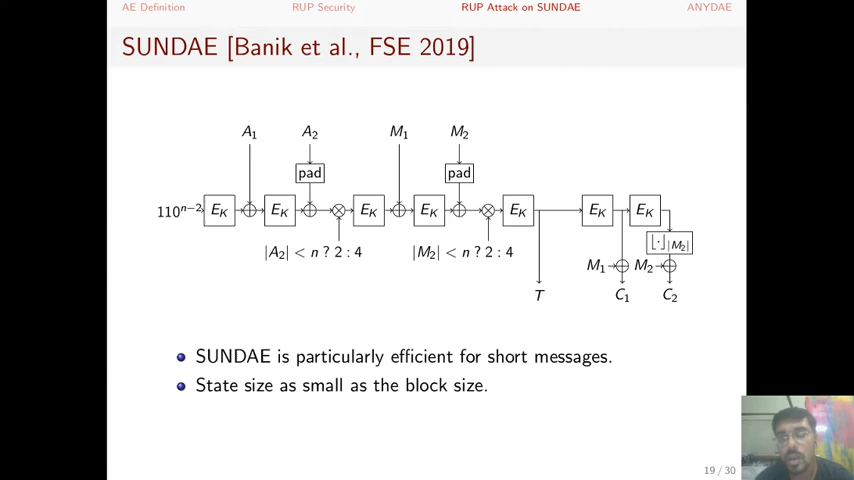 AE Definition RUP Security RUP Attack on SUNDAE ANYDAE
SUNDAE [Banik et al., FSE 2019]
A₁ A₂ M₁ M₂
pad pad
110ⁿ⁻² E_K E_K E_K E_K E_K E_K E_K
|A₂| < n ? 2 : 4 |M₂| < n ? 2 : 4 ⌊·⌋|M₂|
M₁ M₂
T C₁ C₂
SUNDAE is particularly efficient for short messages.
State size as small as the block size.
19 / 30